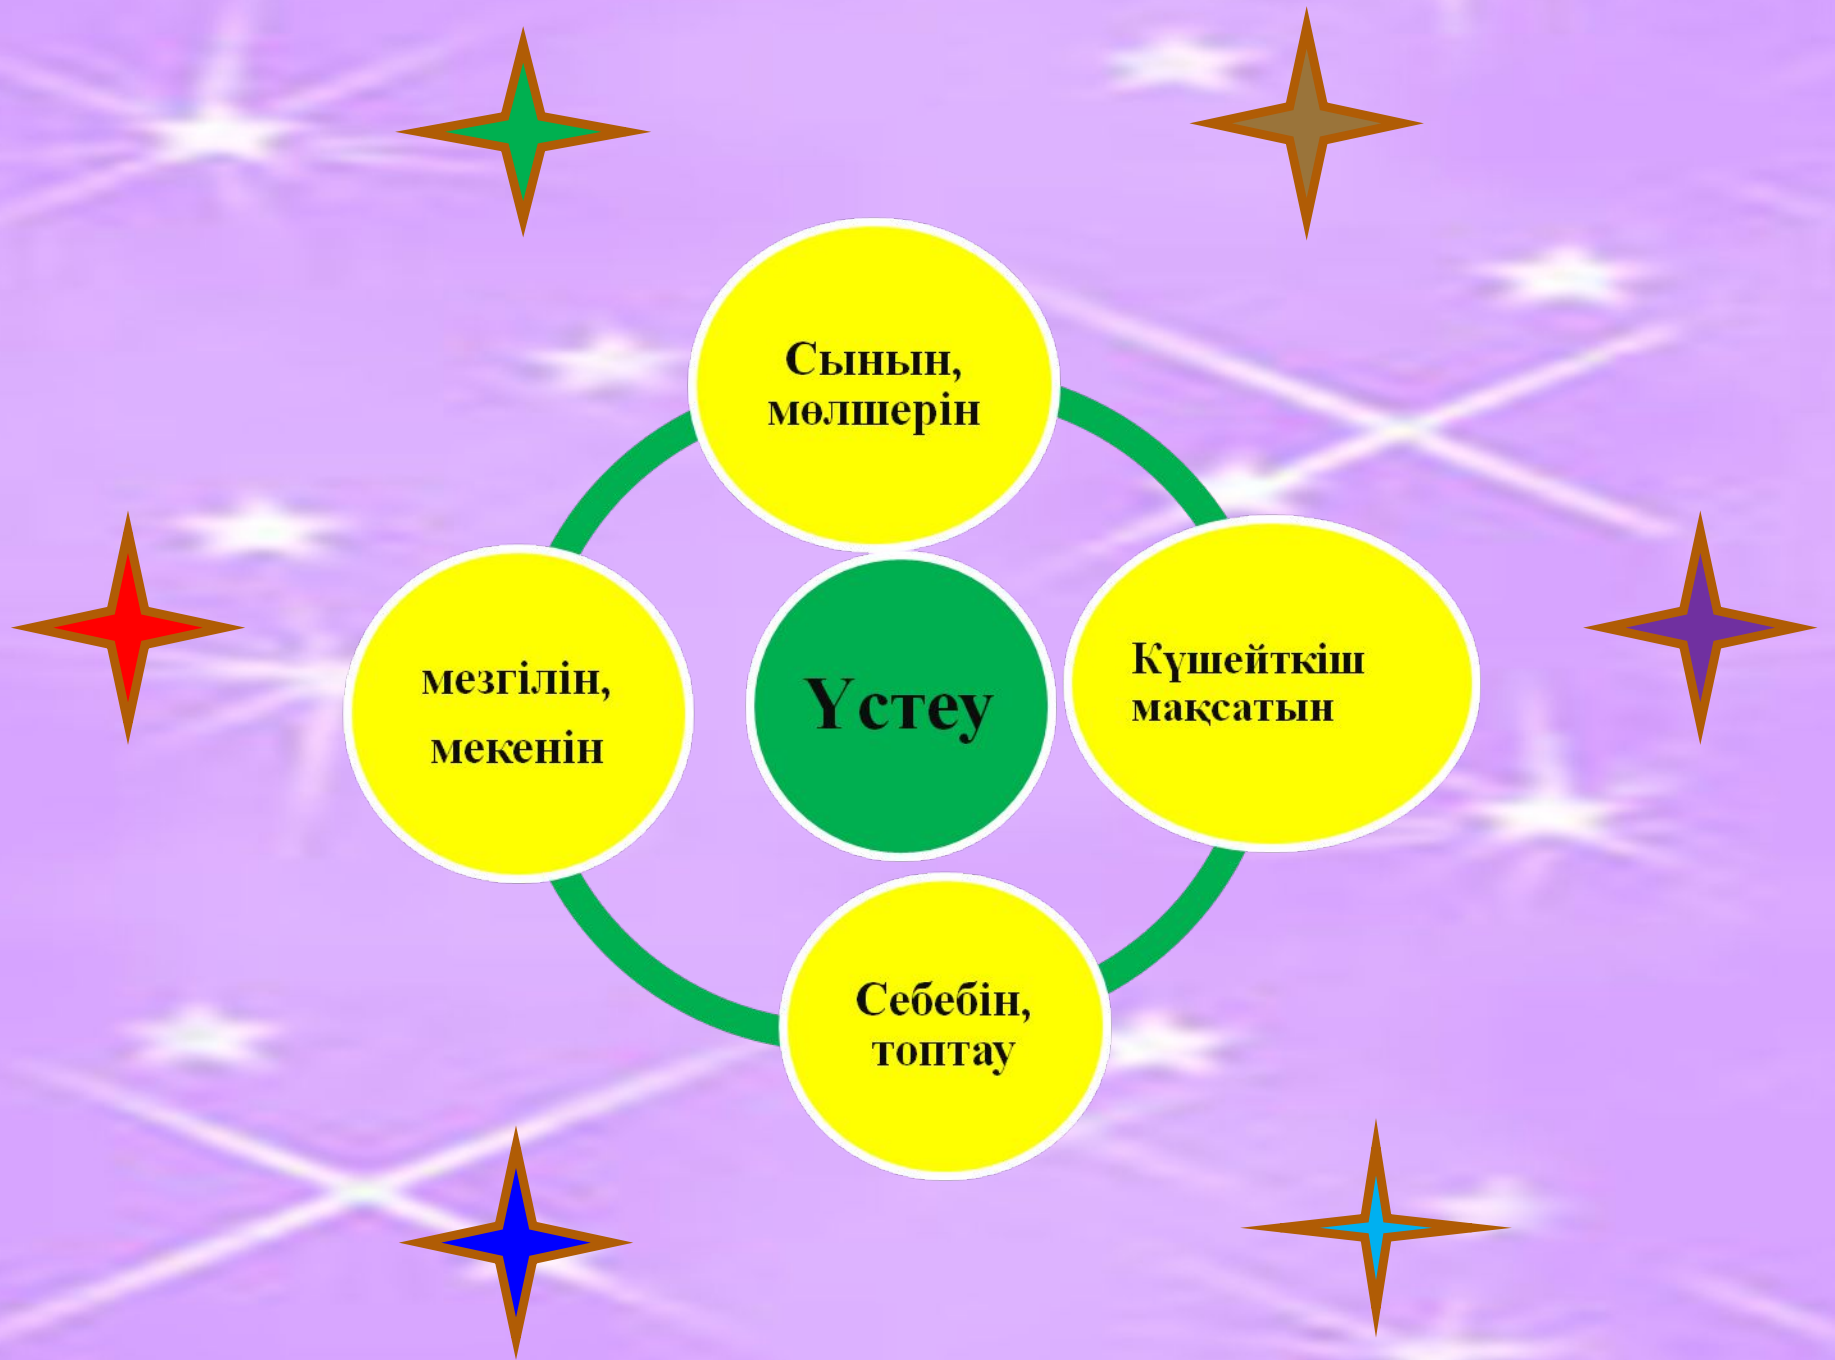 Сынын,
мөлшерін
мезгілін,
мекенін
Үстеу
Күшейткіш
мақсатын
Себебін,
топтау